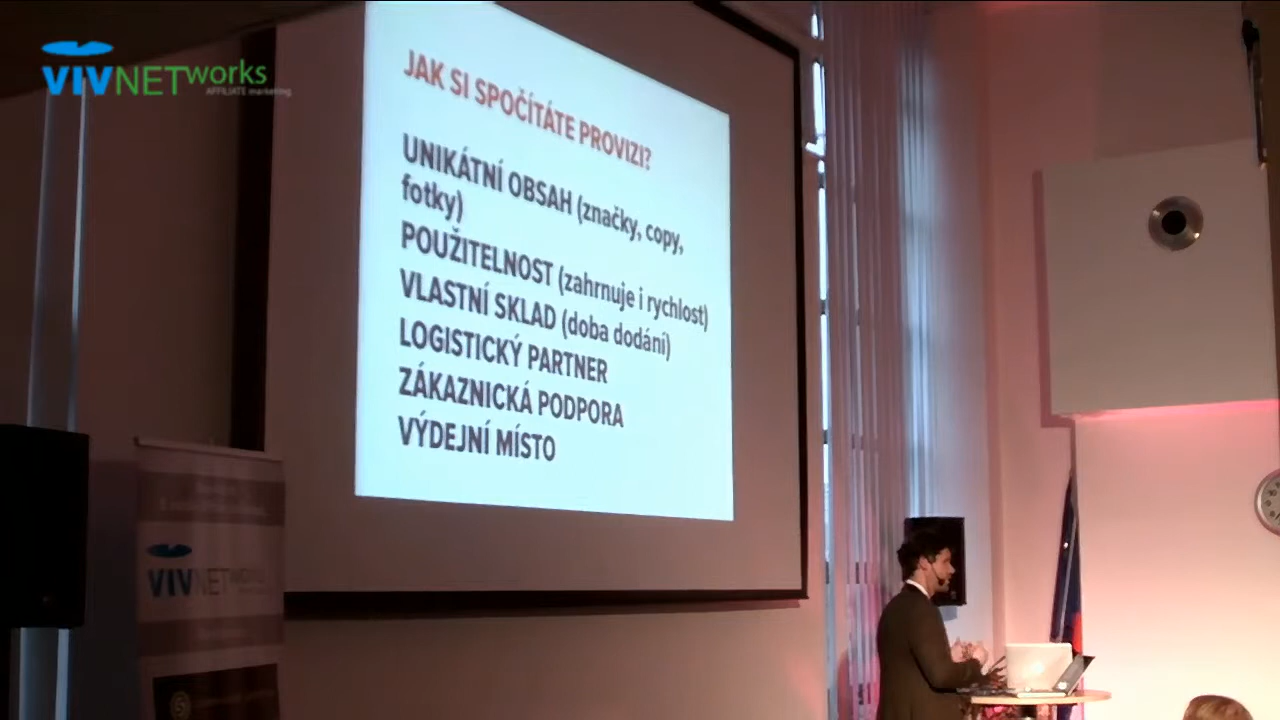 VIVNETworks
AFFILIATE marketing
JAK SI SPOČÍTÁTE PROVIZI?
UNIKÁTNÍ OBSAH (značky, copy,
fotky)
POUŽITELNOST (zahrnuje i rychlost)
VLASTNÍ SKLAD (doba dodání)
LOGISTICKÝ PARTNER
ZÁKAZNICKÁ PODPORA
VÝDEJNÍ MÍSTO
VIVNETworks